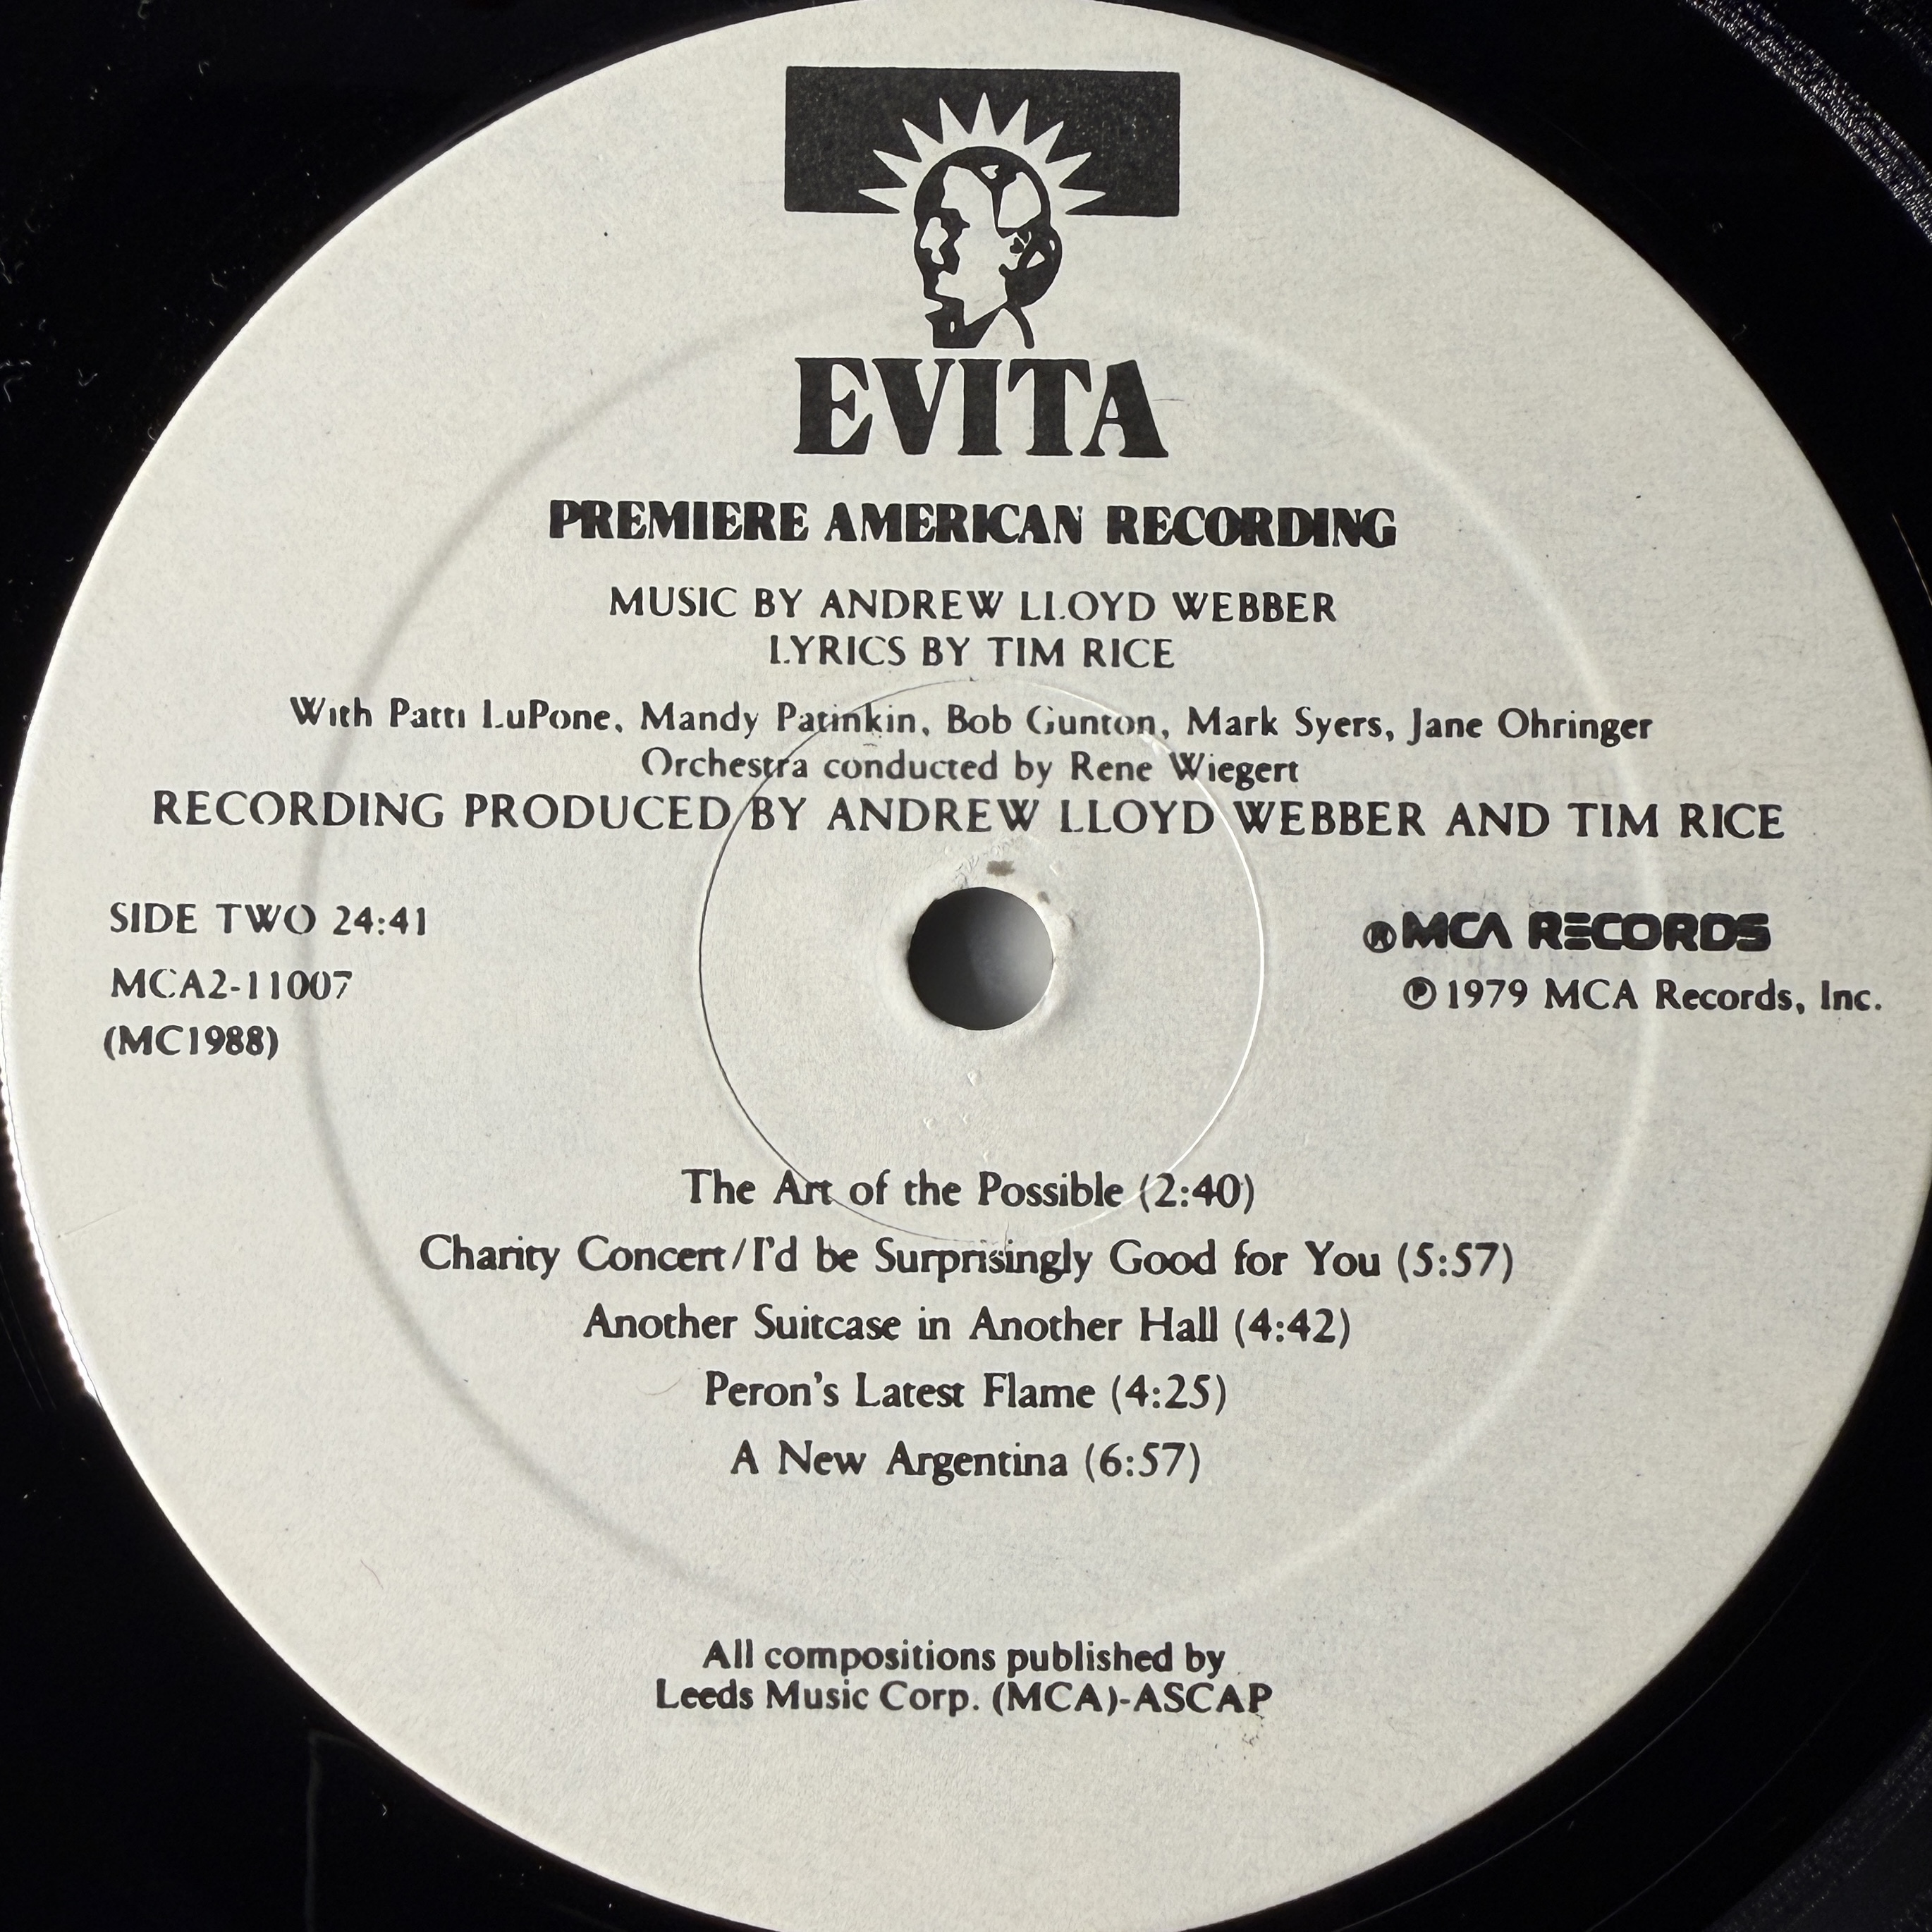 EVITA
PREMIERE AMERICAN RECORDING
MUSIC BY ANDREW LLOYD WEBBER
LYRICS BY TIM RICE
With Patti LuPone, Mandy Patinkin, Bob Gunton, Mark Syers, Jane Ohringer
Orchestra conducted by Rene Wiegert
RECORDING PRODUCED BY ANDREW LLOYD WEBBER AND TIM RICE
SIDE TWO 24:41
MCA2-11007
(MC1988)
®MCA RECORDS
℗1979 MCA Records, Inc.
The Art of the Possible (2:40)
Charity Concert/I'd be Surprisingly Good for You (5:57)
Another Suitcase in Another Hall (4:42)
Peron's Latest Flame (4:25)
A New Argentina (6:57)
All compositions published by
Leeds Music Corp. (MCA)-ASCAP